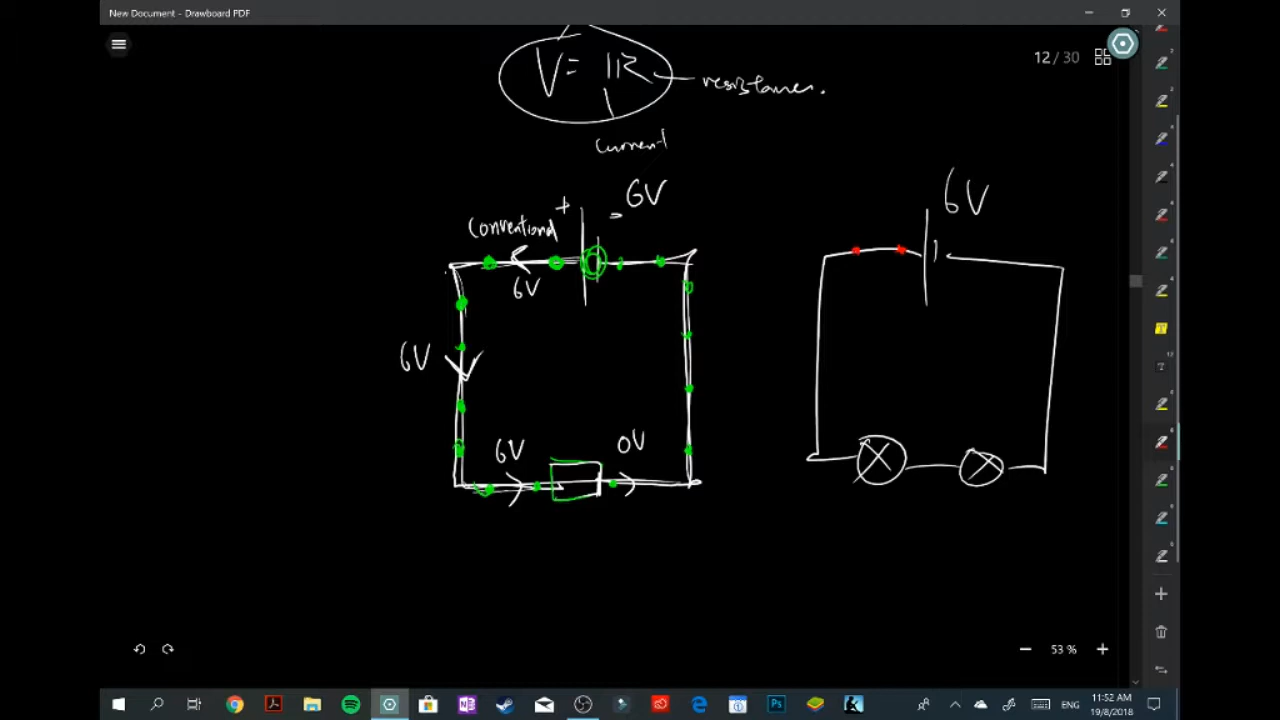 New Document - Drawboard PDF
12 / 30
V = IR
resistance.
current
6V
6V
Conventional
+
6V
6V
6V
0V
53 %
11:52 AM
ENG
19/8/2018